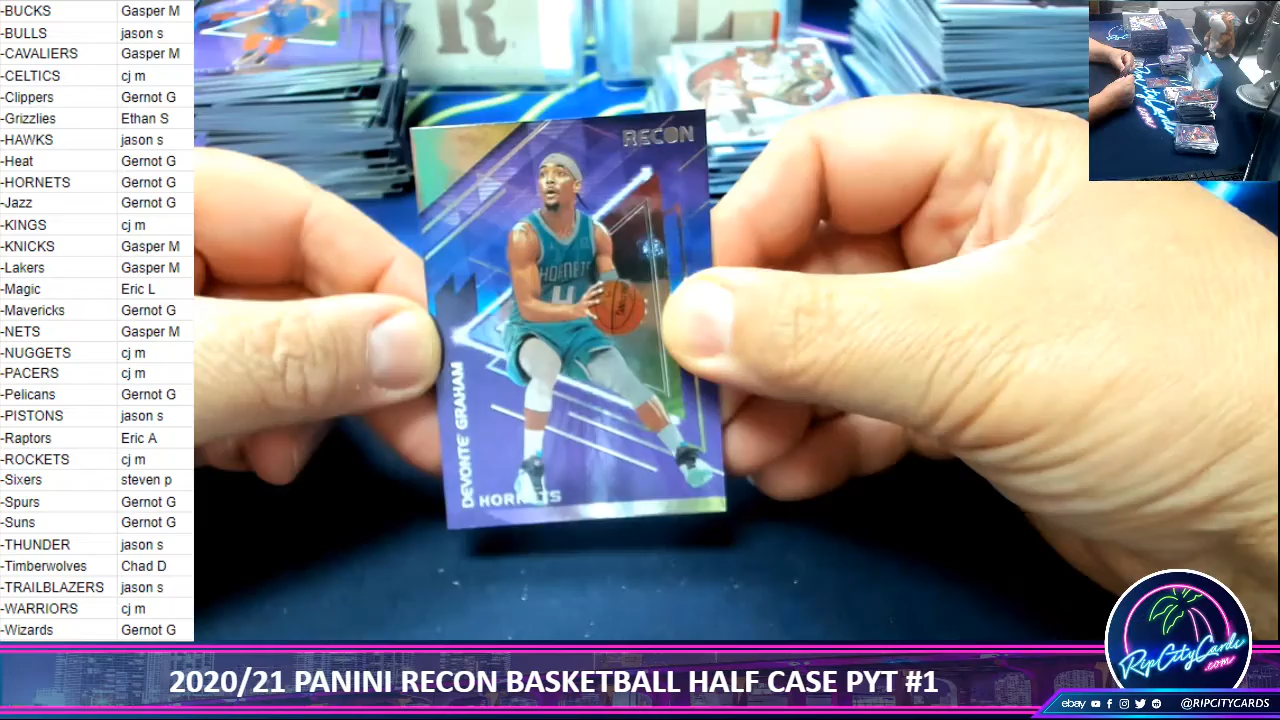 -BUCKS Gasper M
-BULLS jason s
-CAVALIERS Gasper M
-CELTICS cj m
-Clippers Gernot G
-Grizzlies Ethan S
-HAWKS jason s
-Heat Gernot G
-HORNETS Gernot G
-Jazz Gernot G
-KINGS cj m
-KNICKS Gasper M
-Lakers Gasper M
-Magic Eric L
-Mavericks Gernot G
-NETS Gasper M
-NUGGETS cj m
-PACERS cj m
-Pelicans Gernot G
-PISTONS jason s
-Raptors Eric A
-ROCKETS cj m
-Sixers steven p
-Spurs Gernot G
-Suns Gernot G
-THUNDER jason s
-Timberwolves Chad D
-TRAILBLAZERS jason s
-WARRIORS cj m
-Wizards Gernot G
RECON
HORNETS
4
DEVONTE' GRAHAM
HORNETS
RipCityCards
.com
2020/21 PANINI RECON BASKETBALL HALF CASE PYT #1
ebay @RIPCITYCARDS